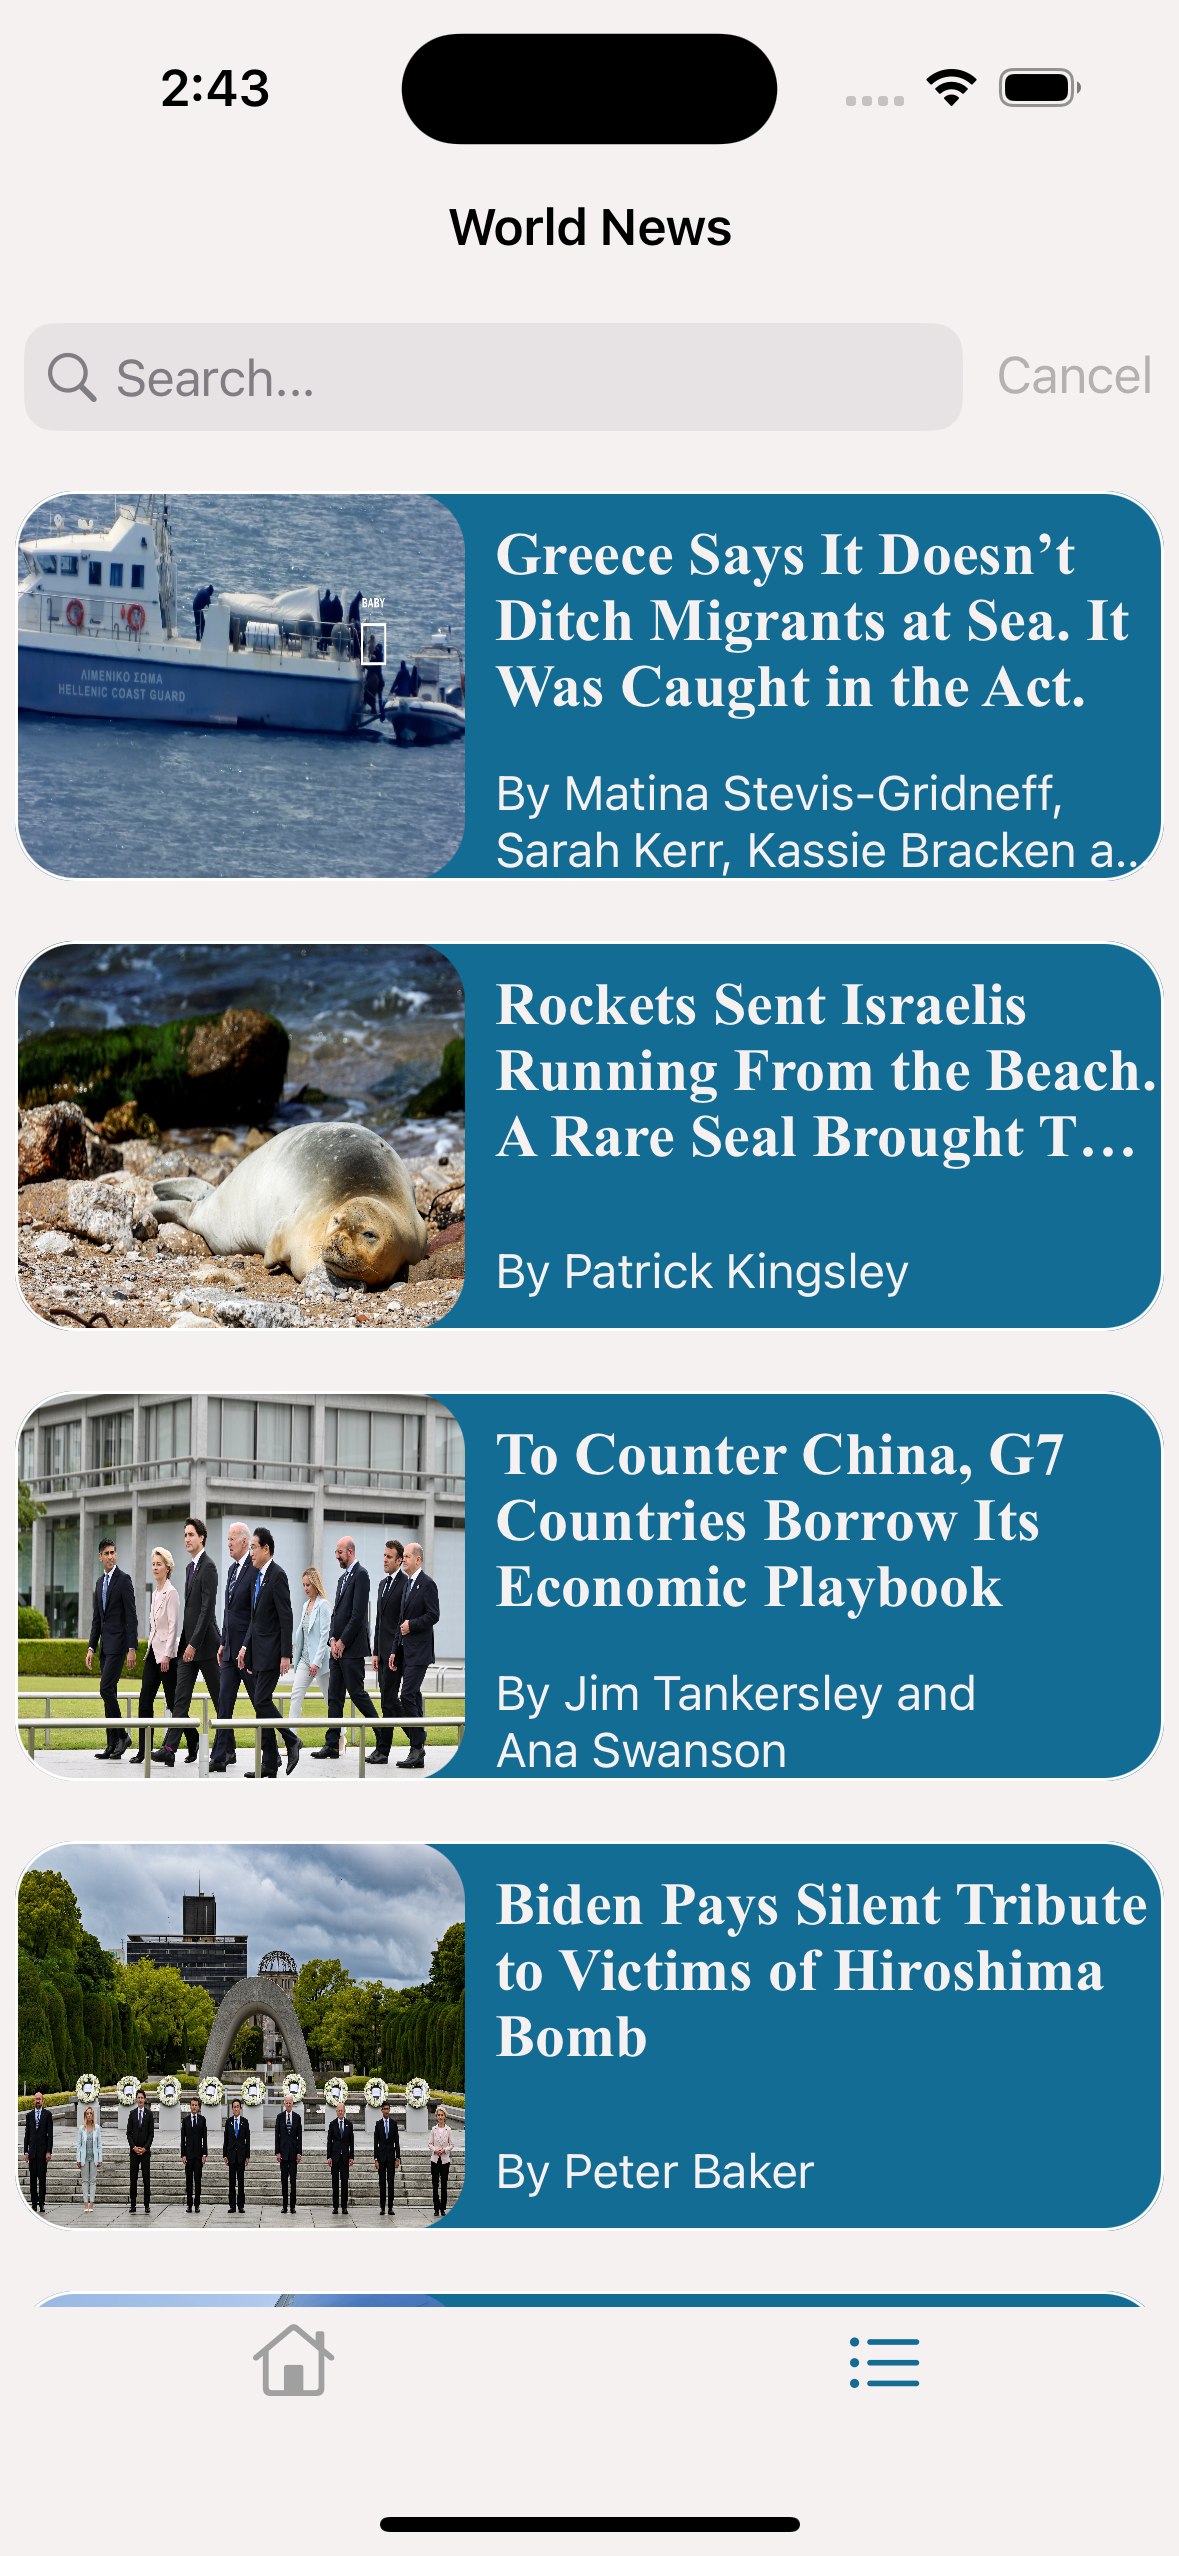 2:43
World News
Search...
Cancel
BABY
ΛΙΜΕΝΙΚΟ ΣΩΜΑ
HELLENIC COAST GUARD
Greece Says It Doesn’t
Ditch Migrants at Sea. It
Was Caught in the Act.
By Matina Stevis-Gridneff,
Sarah Kerr, Kassie Bracken a...
Rockets Sent Israelis
Running From the Beach.
A Rare Seal Brought T...
By Patrick Kingsley
To Counter China, G7
Countries Borrow Its
Economic Playbook
By Jim Tankersley and
Ana Swanson
Biden Pays Silent Tribute
to Victims of Hiroshima
Bomb
By Peter Baker